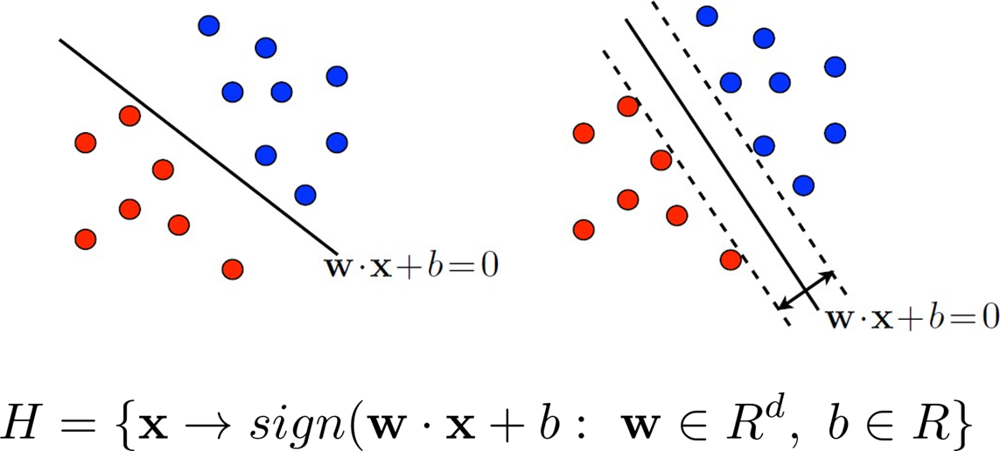 w·x+b=0
w·x+b=0
H = {x → sign(w · x + b : w ∈ R^d, b ∈ R}